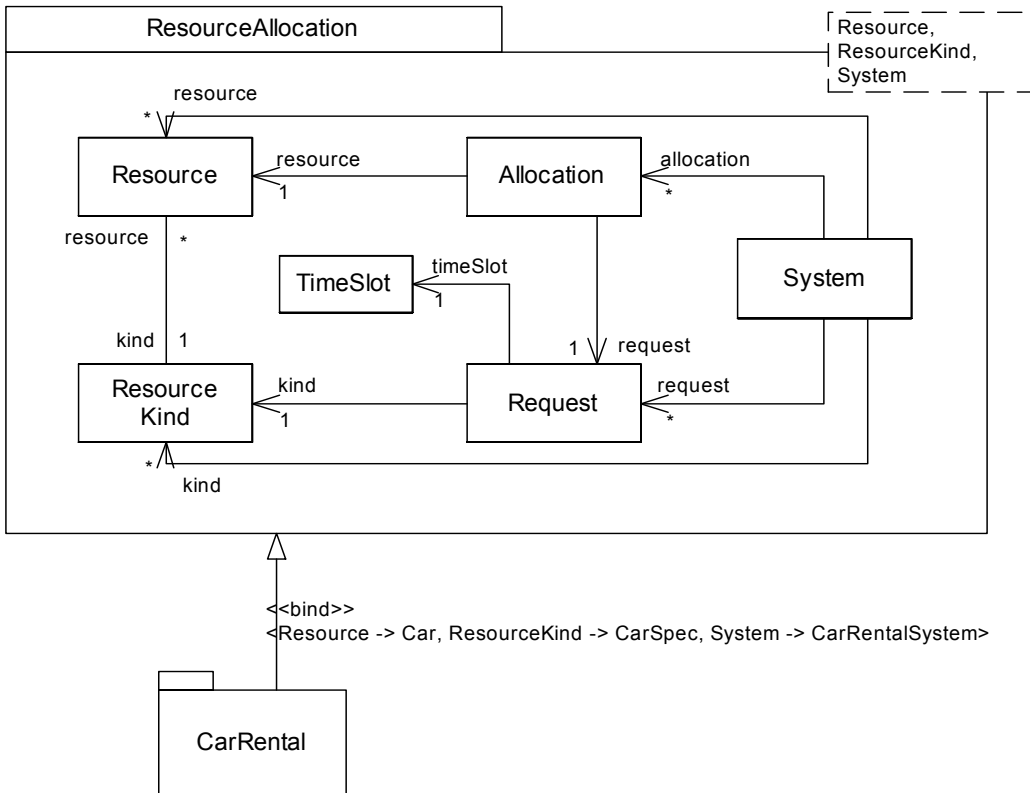 ResourceAllocation
Resource,
ResourceKind,
System
resource
*
Resource
resource
1
Allocation
allocation
*
resource
*
TimeSlot
timeSlot
1
System
kind
1
1
request
Resource
Kind
kind
1
Request
request
*
*
kind
<<bind>>
<Resource -> Car, ResourceKind -> CarSpec, System -> CarRentalSystem>
CarRental